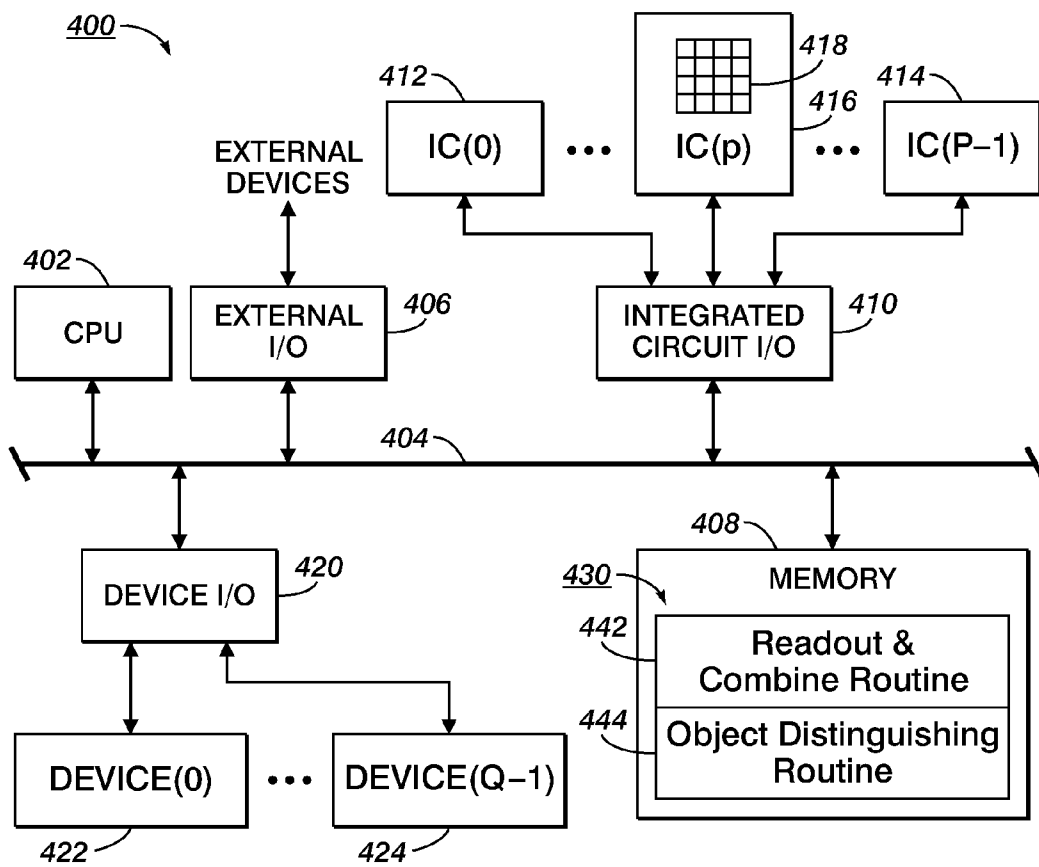 400
412
418
416
414
IC(0)
•••
IC(p)
•••
IC(P–1)
EXTERNAL
DEVICES
402
CPU
EXTERNAL
I/O
406
INTEGRATED
CIRCUIT I/O
410
404
DEVICE I/O
420
408
MEMORY
430
442
Readout &
Combine Routine
444
Object Distinguishing
Routine
DEVICE(0)
•••
DEVICE(Q–1)
422
424